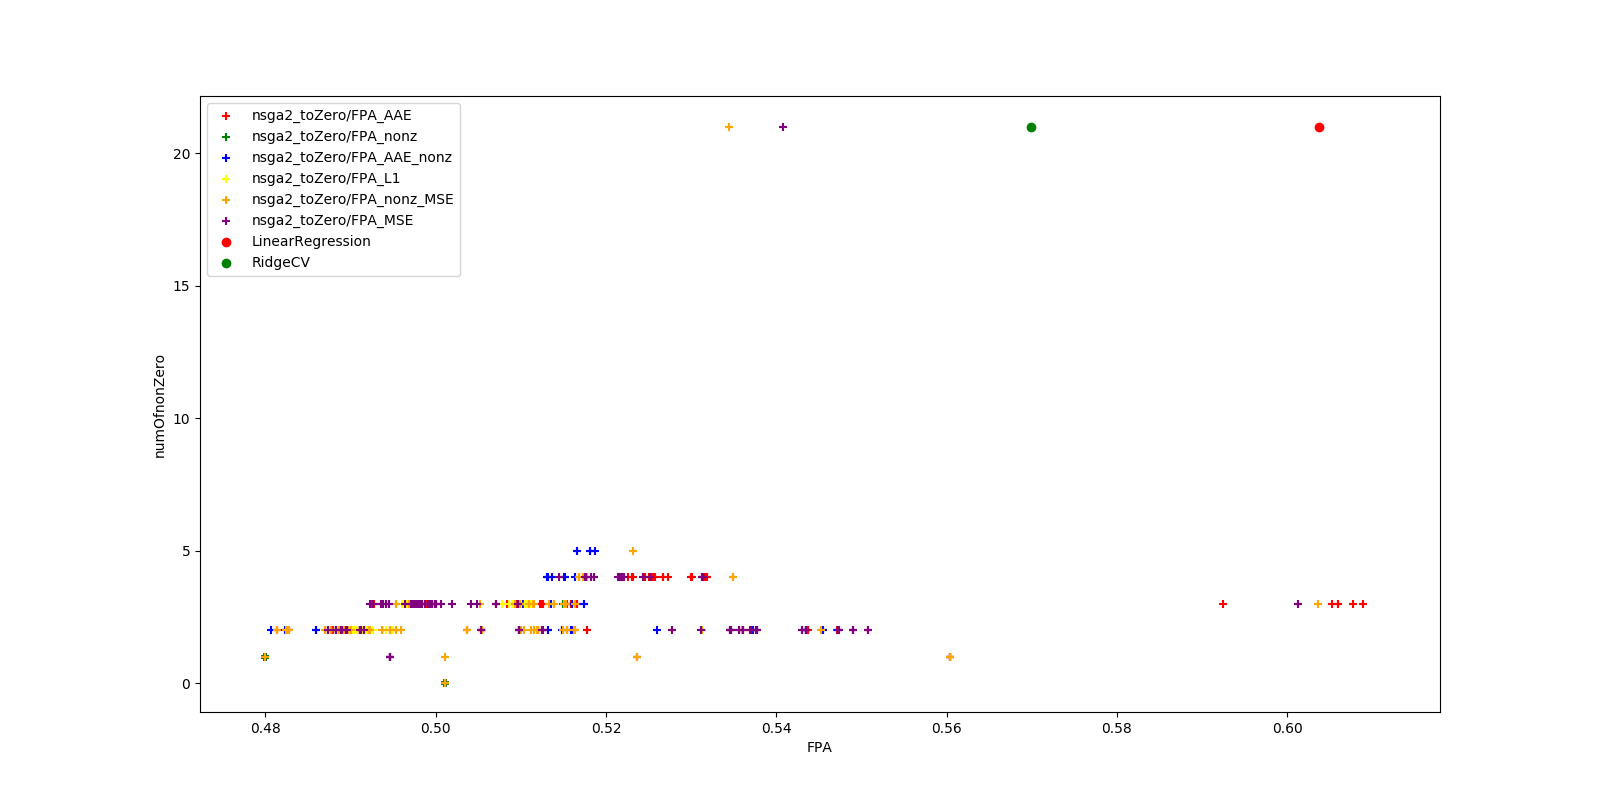 nsga2_toZero/FPA_AAE
nsga2_toZero/FPA_nonz
nsga2_toZero/FPA_AAE_nonz
nsga2_toZero/FPA_L1
nsga2_toZero/FPA_nonz_MSE
nsga2_toZero/FPA_MSE
LinearRegression
RidgeCV
20
15
10
5
0
numOfnonZero
0.48 0.50 0.52 0.54 0.56 0.58 0.60
FPA